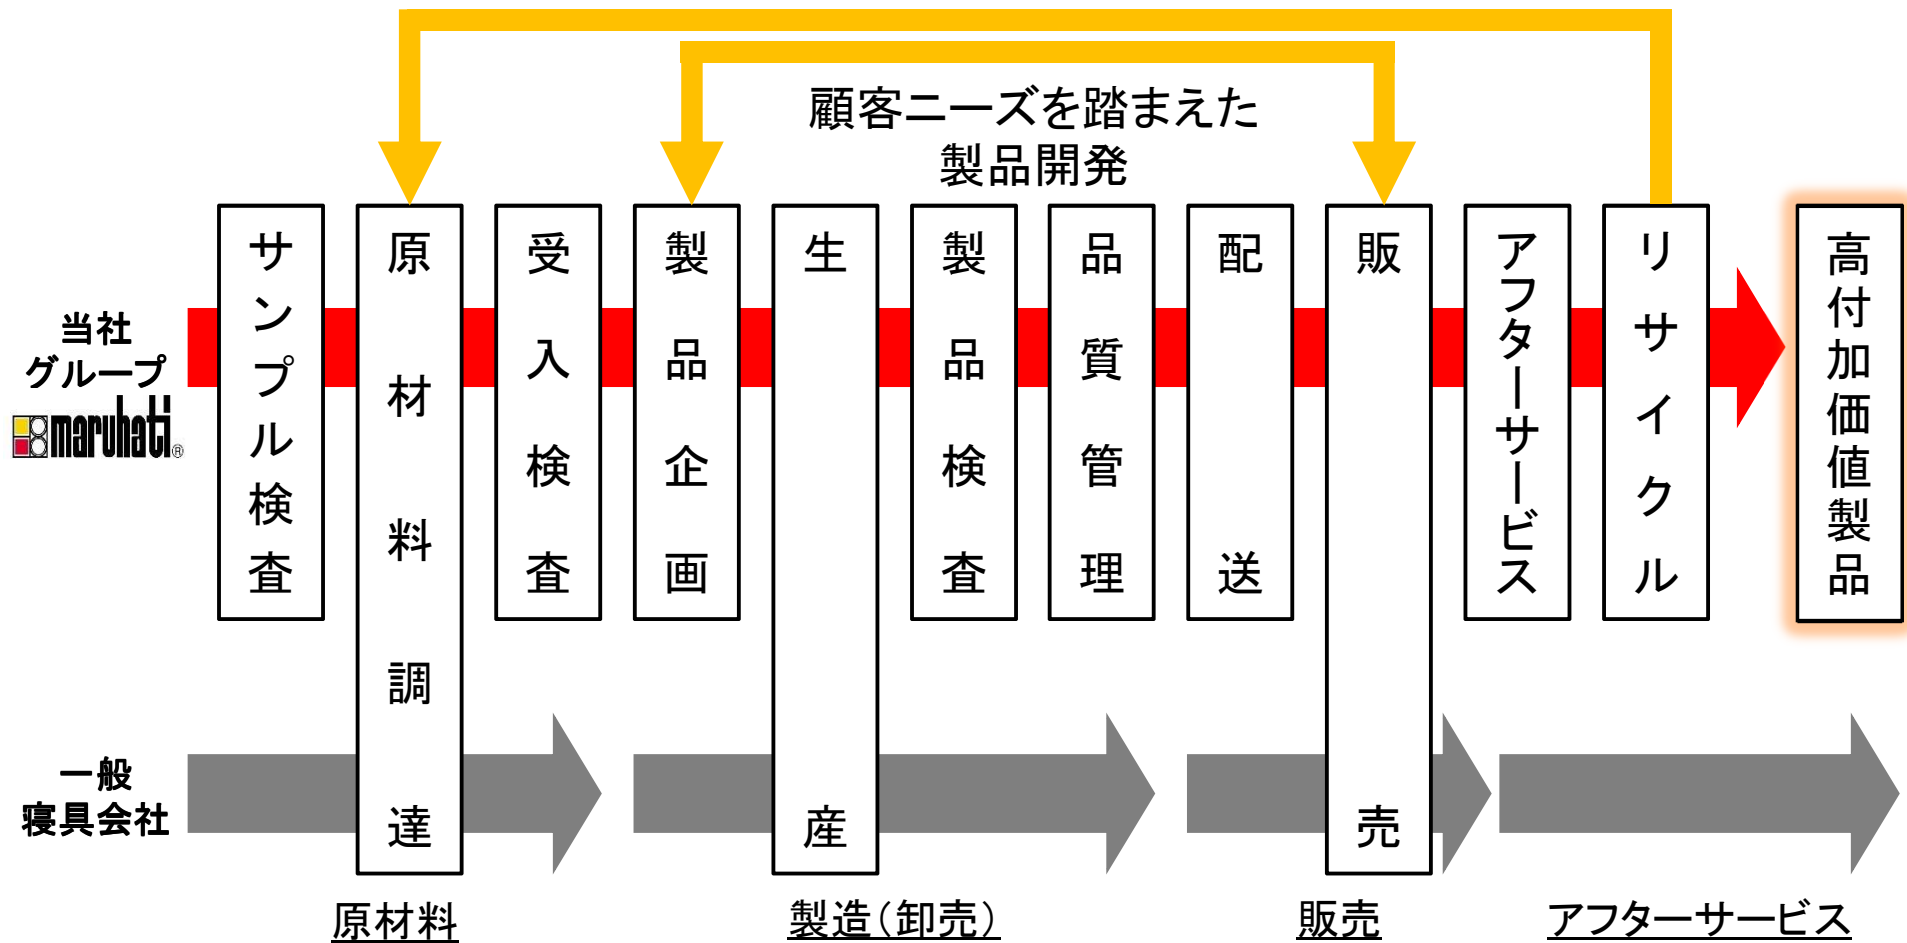 顧客ニーズを踏まえた
製品開発
サンプル検査
原材料調達
受入検査
製品企画
生産
製品検査
品質管理
配送
販売
アフターサービス
リサイクル
高付加価値製品
当社
グループ
maruhati®
一般
寝具会社
原材料
製造(卸売)
販売
アフターサービス